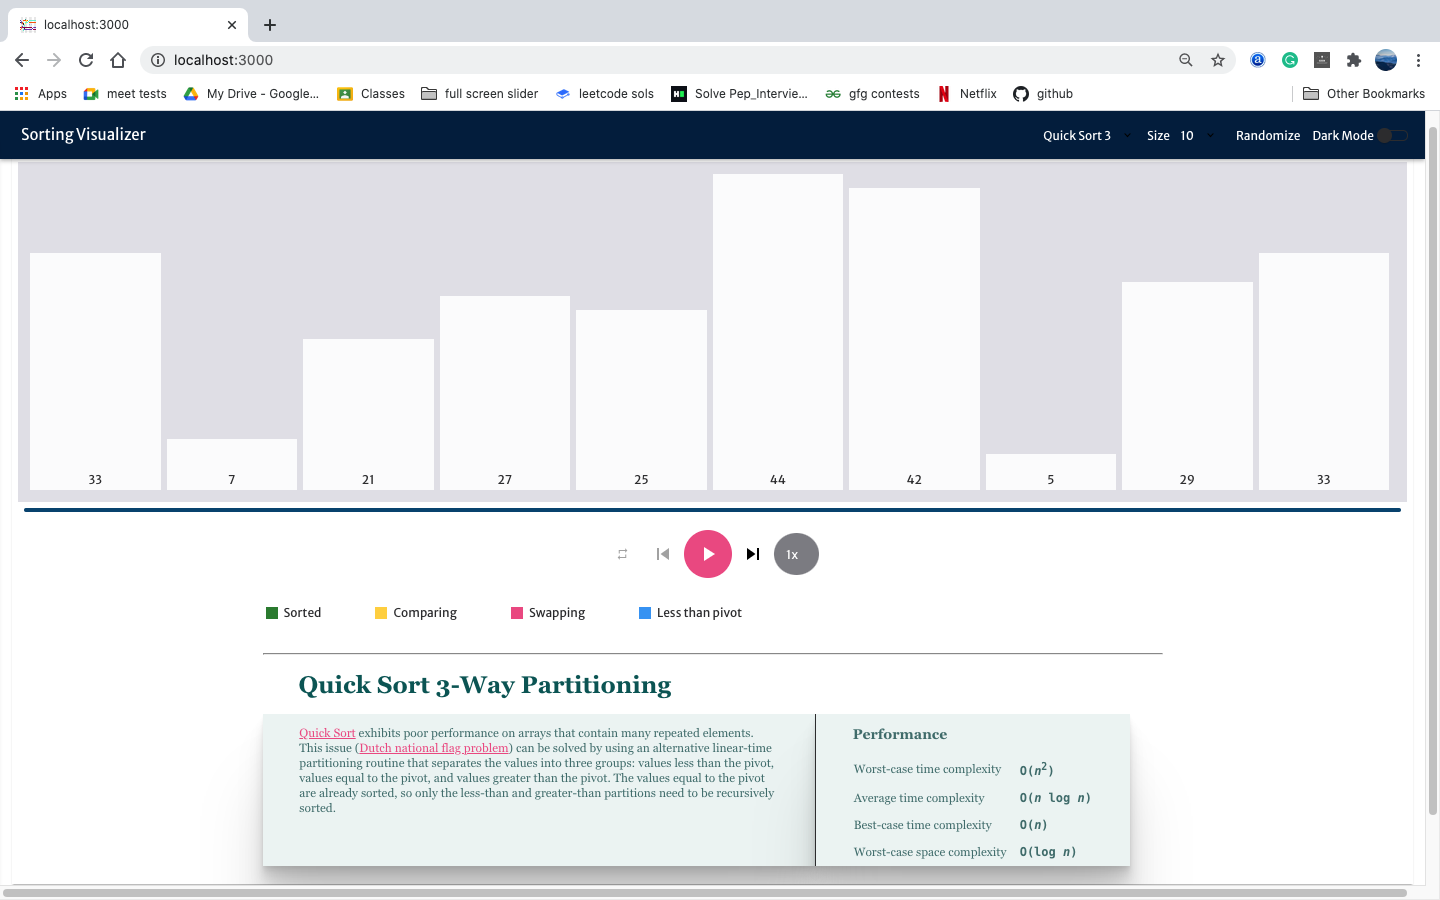 localhost:3000
localhost:3000
Apps meet tests My Drive - Google... Classes full screen slider leetcode sols Solve Pep_Intervie... gfg contests Netflix github Other Bookmarks
Sorting Visualizer Quick Sort 3 Size 10 Randomize Dark Mode
33 7 21 27 25 44 42 5 29 33
1x
Sorted Comparing Swapping Less than pivot
Quick Sort 3-Way Partitioning
Quick Sort exhibits poor performance on arrays that contain many repeated elements.
This issue (Dutch national flag problem) can be solved by using an alternative linear-time
partitioning routine that separates the values into three groups: values less than the pivot,
values equal to the pivot, and values greater than the pivot. The values equal to the pivot
are already sorted, so only the less-than and greater-than partitions need to be recursively
sorted.
Performance
Worst-case time complexity O(n²)
Average time complexity O(n log n)
Best-case time complexity O(n)
Worst-case space complexity O(log n)